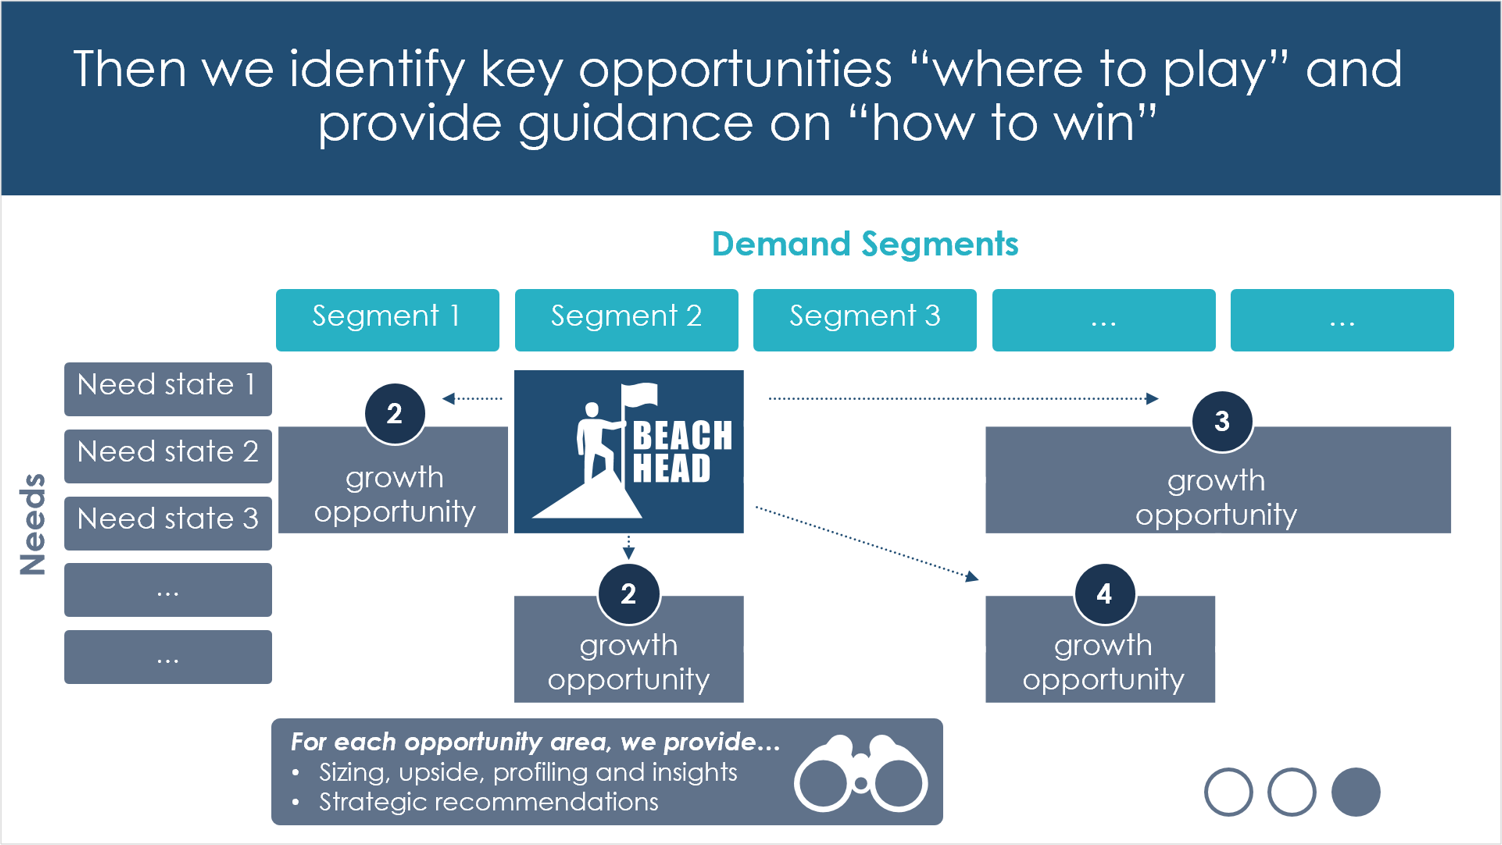 Then we identify key opportunities “where to play” and
provide guidance on “how to win”
Demand Segments
Segment 1
Segment 2
Segment 3
...
...
Needs
Need state 1
Need state 2
Need state 3
...
...
2
growth
opportunity
BEACH
HEAD
3
growth
opportunity
2
growth
opportunity
4
growth
opportunity
For each opportunity area, we provide...
• Sizing, upside, profiling and insights
• Strategic recommendations